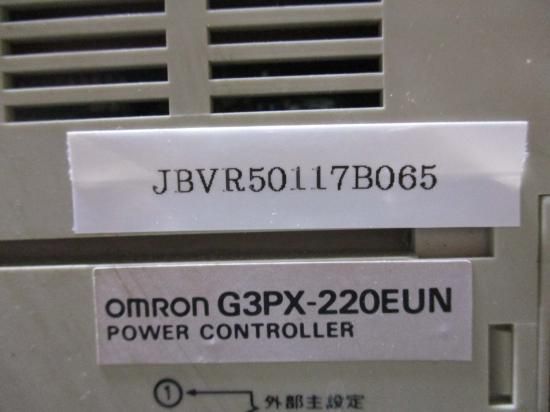 JBVR50117B065
omron G3PX-220EUN
POWER CONTROLLER
① 外部主設定